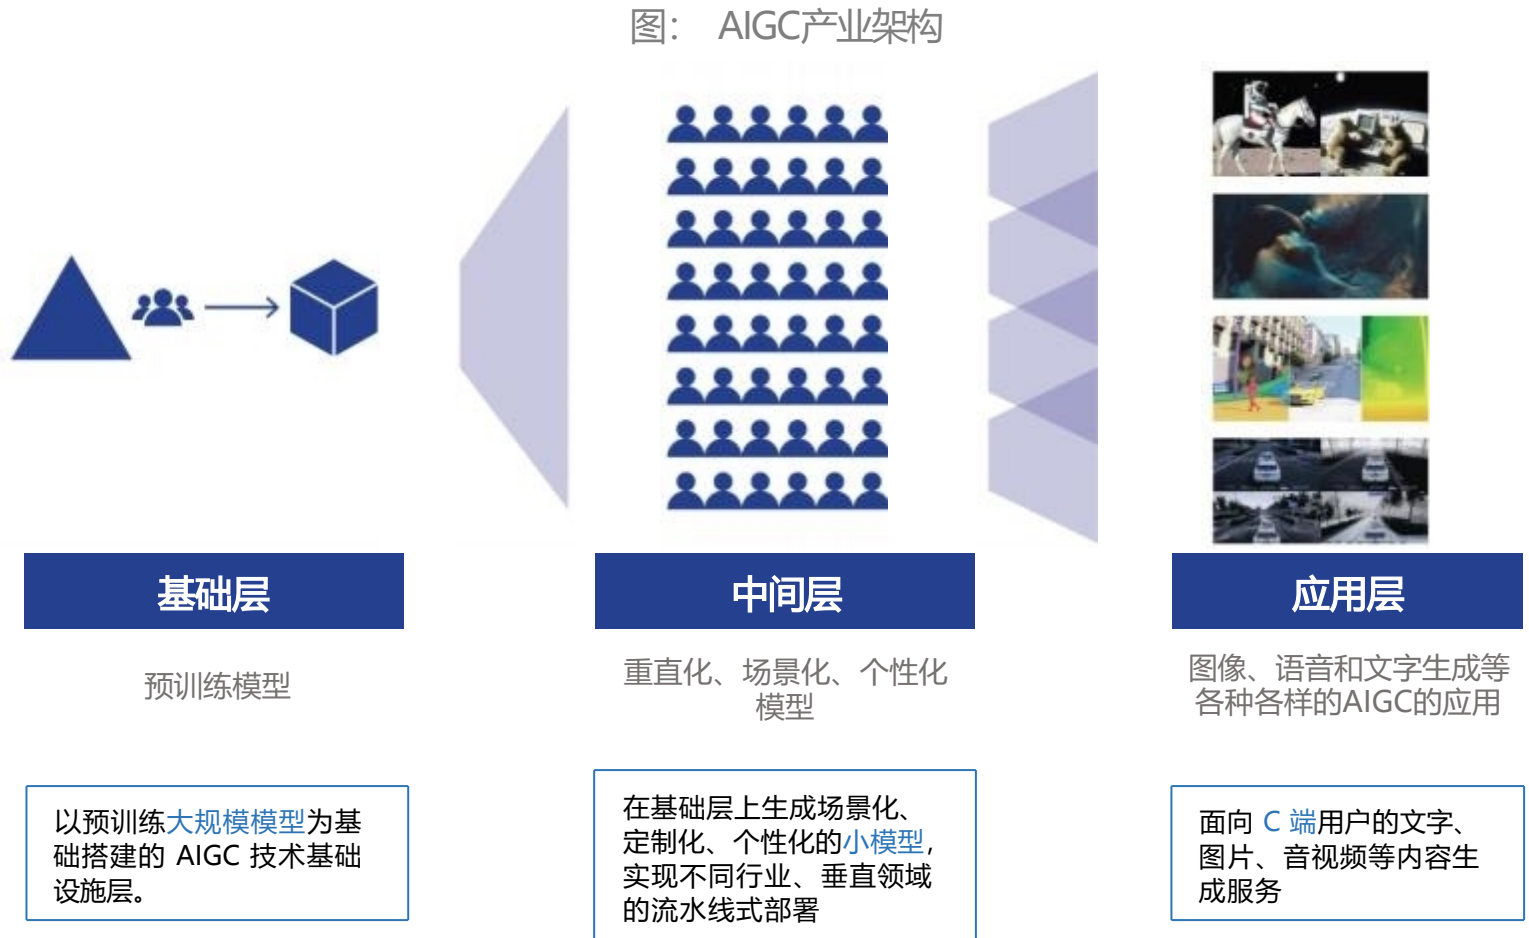 图： AIGC产业架构
基础层
中间层
应用层
预训练模型
重直化、场景化、个性化
模型
图像、语音和文字生成等
各种各样的AIGC的应用
以预训练大规模模型为基
础搭建的 AIGC 技术基础
设施层。
在基础层上生成场景化、
定制化、个性化的小模型,
实现不同行业、垂直领域
的流水线式部署
面向 C 端用户的文字、
图片、音视频等内容生
成服务